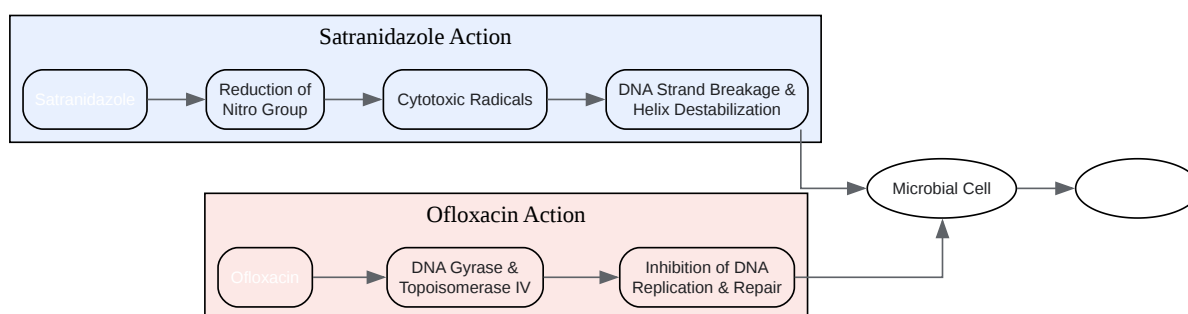 Satranidazole Action
Satranidazole
Reduction of
Nitro Group
Cytotoxic Radicals
DNA Strand Breakage &
Helix Destabilization
Microbial Cell
Ofloxacin Action
Ofloxacin
DNA Gyrase &
Topoisomerase IV
Inhibition of DNA
Replication & Repair